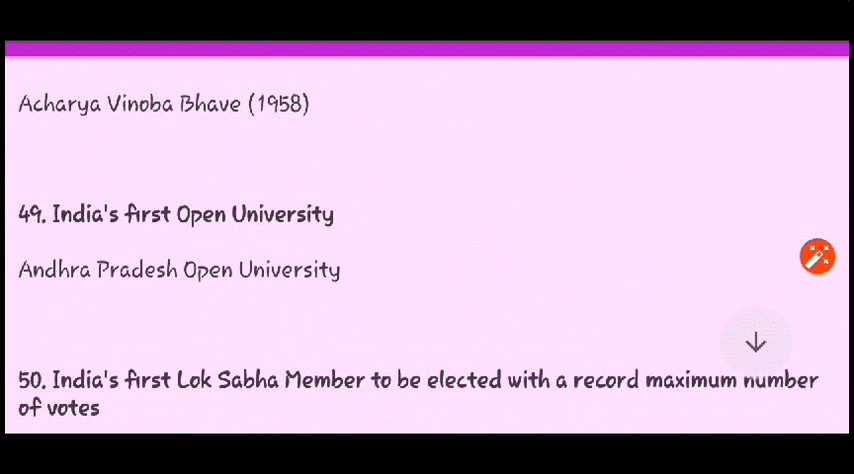 Acharya Vinoba Bhave (1958)
49. India's first Open University
Andhra Pradesh Open University
50. India's first Lok Sabha Member to be elected with a record maximum number
of votes